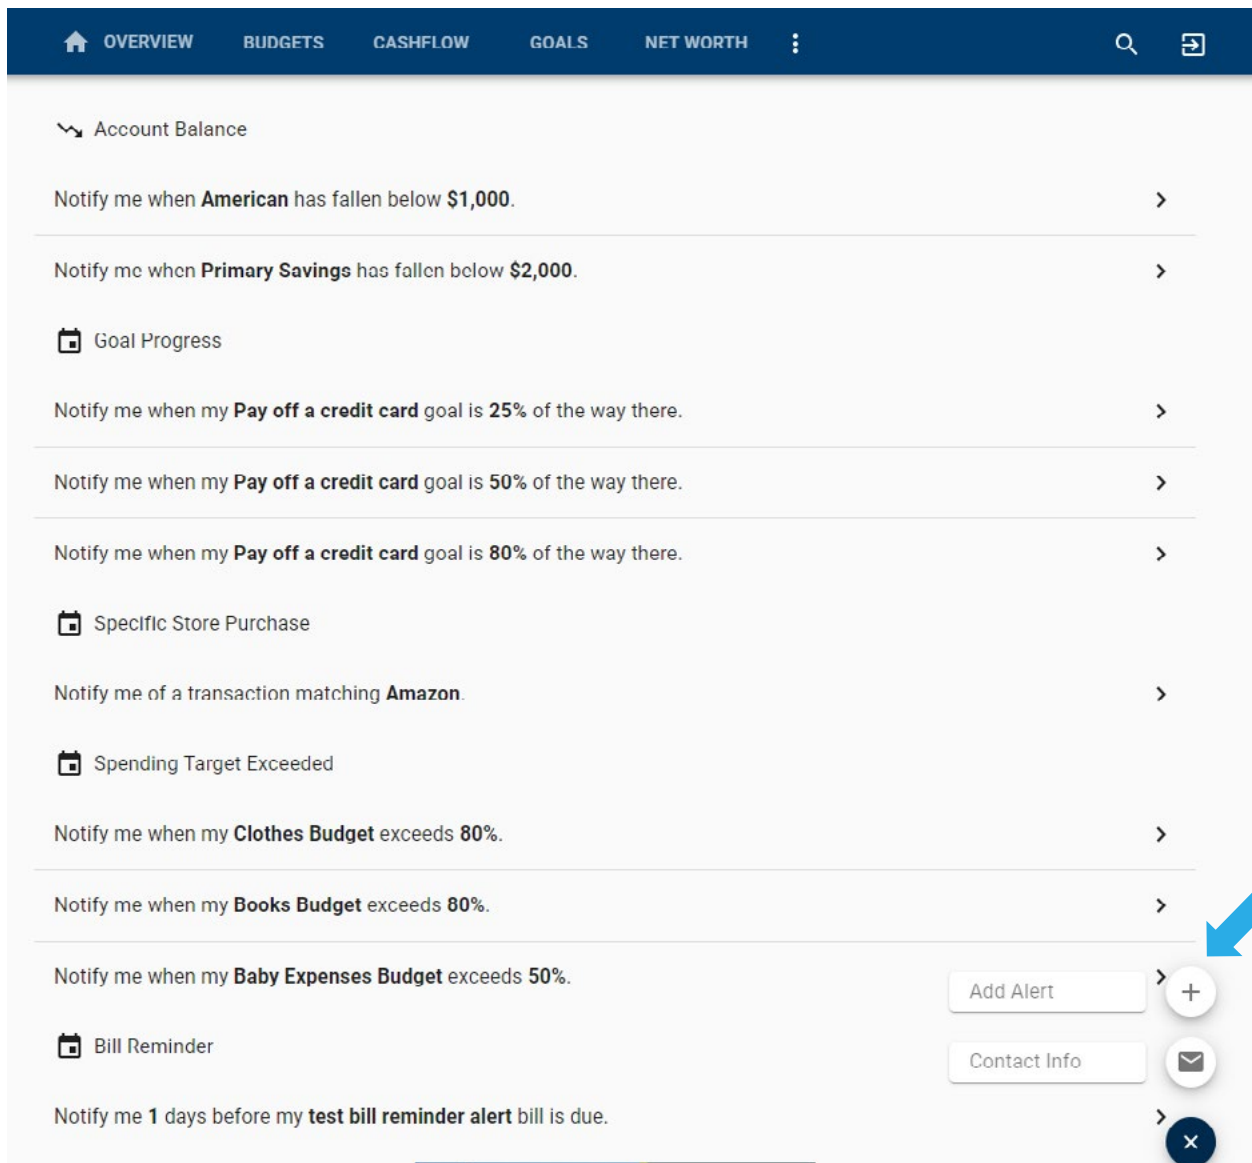 OVERVIEW BUDGETS CASHFLOW GOALS NET WORTH
Account Balance
Notify me when American has fallen below $1,000.
Notify me when Primary Savings has fallen below $2,000.
Goal Progress
Notify me when my Pay off a credit card goal is 25% of the way there.
Notify me when my Pay off a credit card goal is 50% of the way there.
Notify me when my Pay off a credit card goal is 80% of the way there.
Specific Store Purchase
Notify me of a transaction matching Amazon.
Spending Target Exceeded
Notify me when my Clothes Budget exceeds 80%.
Notify me when my Books Budget exceeds 80%.
Notify me when my Baby Expenses Budget exceeds 50%.
Add Alert
Bill Reminder
Contact Info
Notify me 1 days before my test bill reminder alert bill is due.